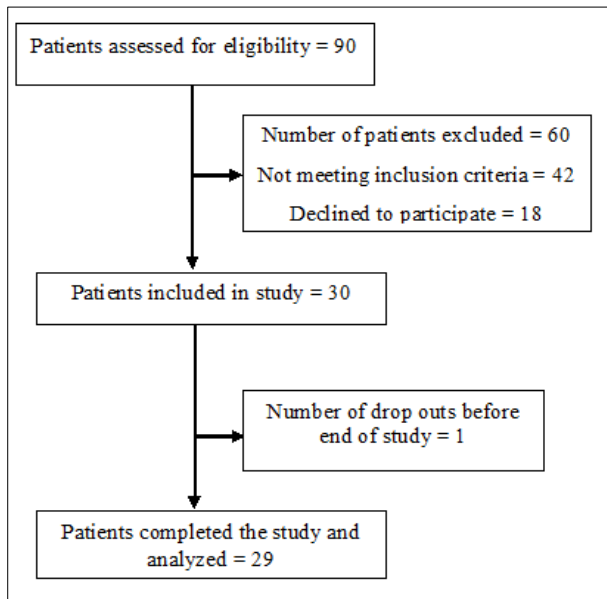 Patients assessed for eligibility = 90
Number of patients excluded = 60
Not meeting inclusion criteria = 42
Declined to participate = 18
Patients included in study = 30
Number of drop outs before
end of study = 1
Patients completed the study and
analyzed = 29